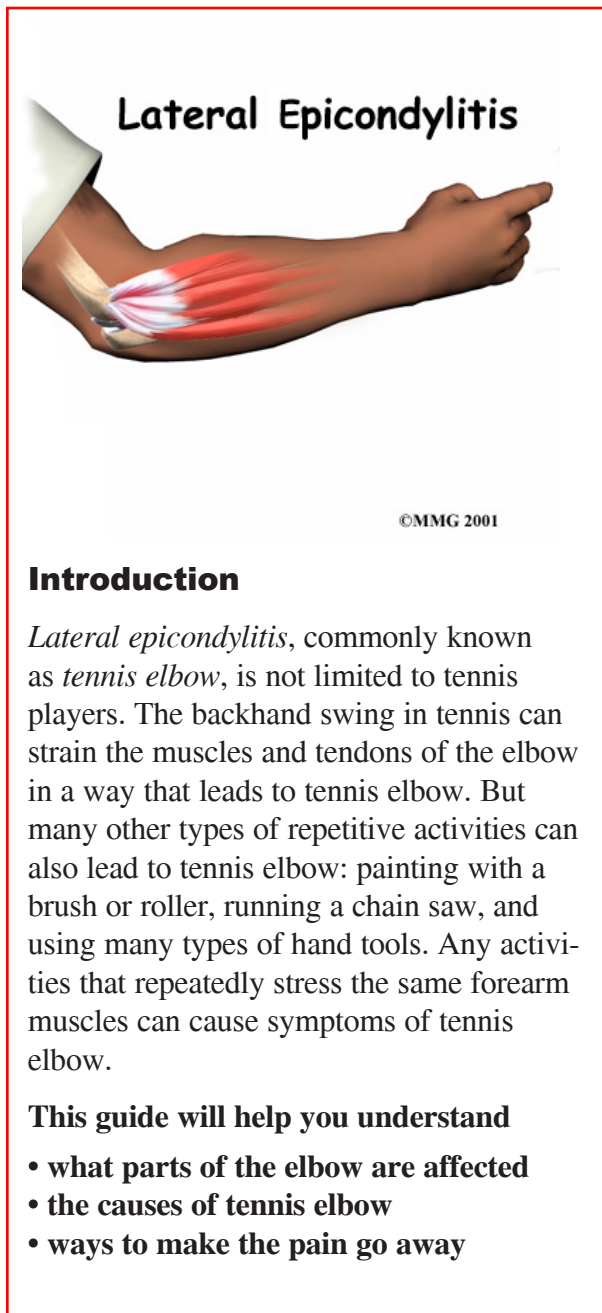 Lateral Epicondylitis
©MMG 2001
Introduction
Lateral epicondylitis, commonly known
as tennis elbow, is not limited to tennis
players. The backhand swing in tennis can
strain the muscles and tendons of the elbow
in a way that leads to tennis elbow. But
many other types of repetitive activities can
also lead to tennis elbow: painting with a
brush or roller, running a chain saw, and
using many types of hand tools. Any activi-
ties that repeatedly stress the same forearm
muscles can cause symptoms of tennis
elbow.
This guide will help you understand
• what parts of the elbow are affected
• the causes of tennis elbow
• ways to make the pain go away